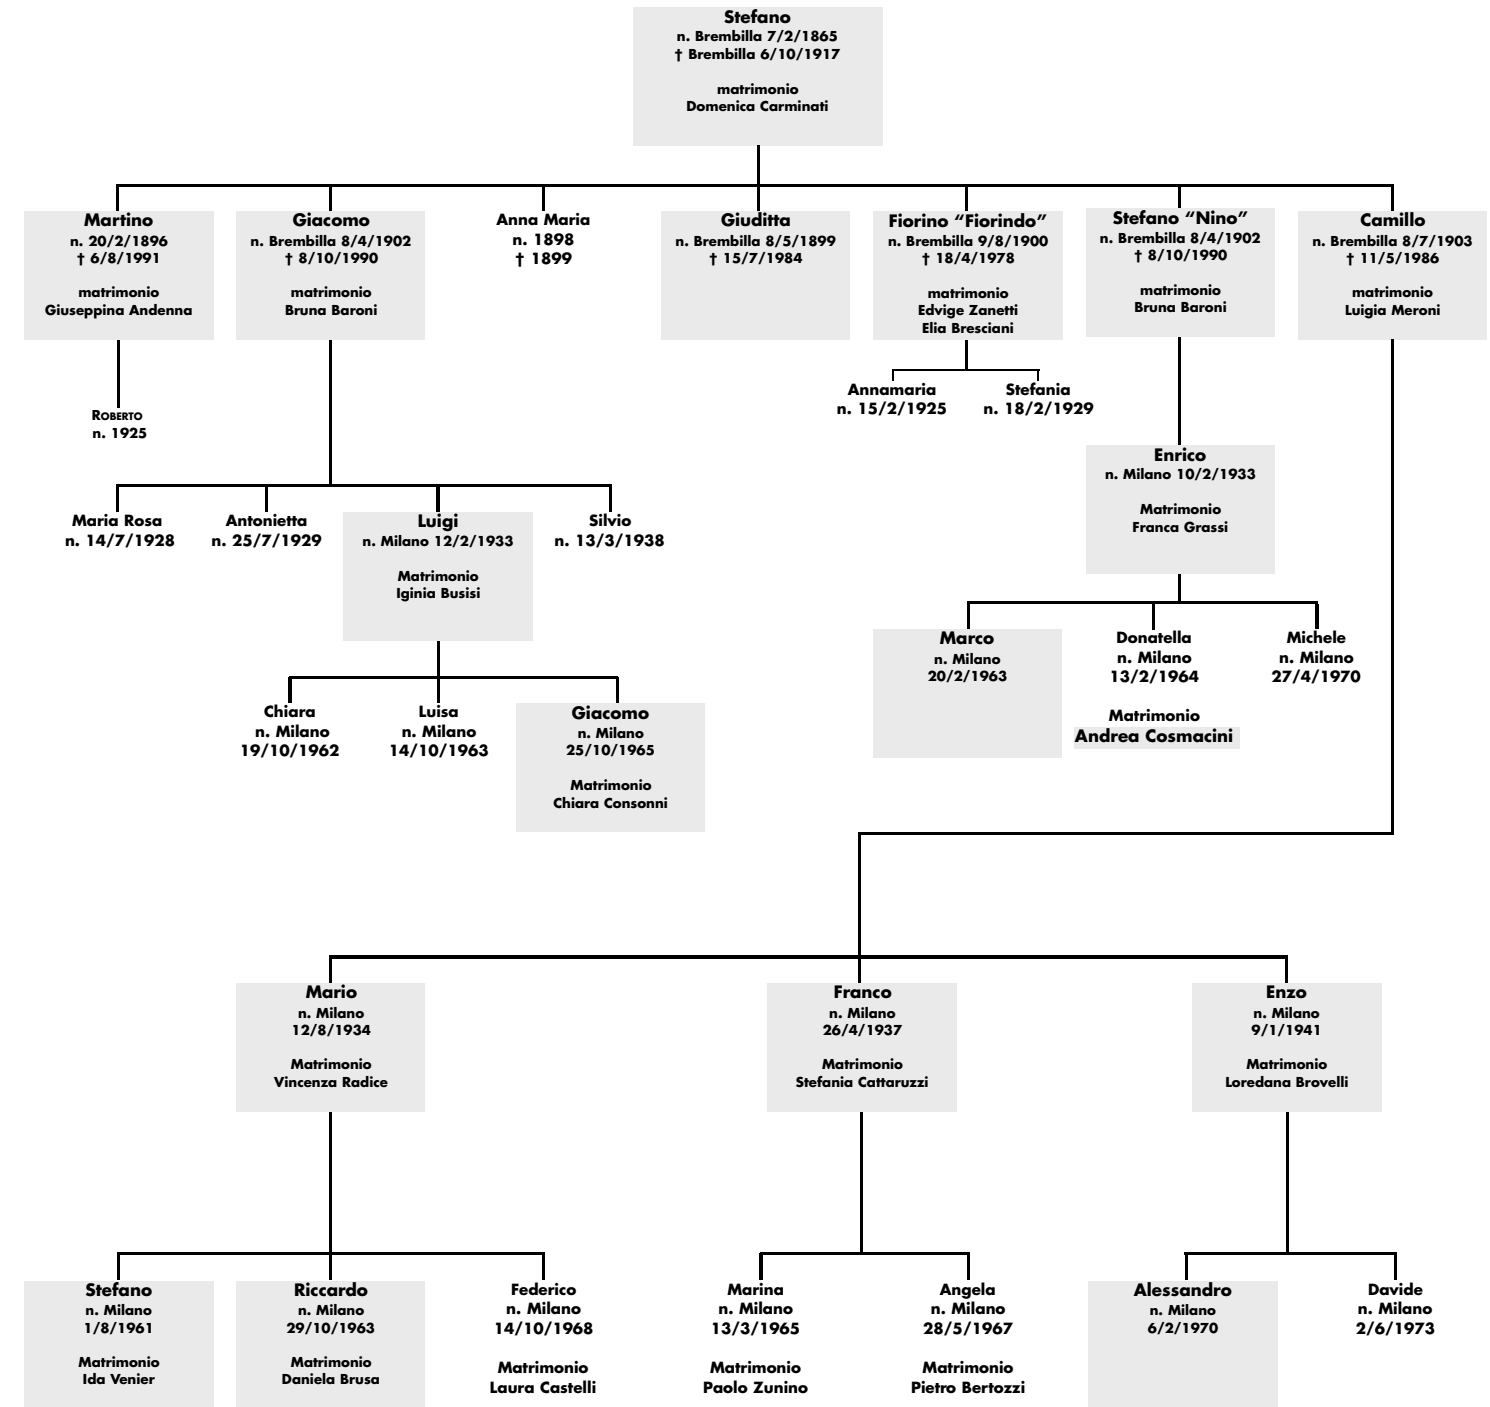 Stefano
n. Brembilla 7/2/1865
† Brembilla 6/10/1917
matrimonio
Domenica Carminati
Martino
n. 20/2/1896
† 6/8/1991
matrimonio
Giuseppina Andenna
Giacomo
n. Brembilla 8/4/1902
† 8/10/1990
matrimonio
Bruna Baroni
Anna Maria
n. 1898
† 1899
Giuditta
n. Brembilla 8/5/1899
† 15/7/1984
Fiorino “Fiorindo”
n. Brembilla 9/8/1900
† 18/4/1978
matrimonio
Edvige Zanetti
Elia Bresciani
Stefano “Nino”
n. Brembilla 8/4/1902
† 8/10/1990
matrimonio
Bruna Baroni
Camillo
n. Brembilla 8/7/1903
† 11/5/1986
matrimonio
Luigia Meroni
Roberto
n. 1925
Annamaria
n. 15/2/1925
Stefania
n. 18/2/1929
Enrico
n. Milano 10/2/1933
Matrimonio
Franca Grassi
Maria Rosa
n. 14/7/1928
Antonietta
n. 25/7/1929
Luigi
n. Milano 12/2/1933
Matrimonio
Iginia Busisi
Silvio
n. 13/3/1938
Marco
n. Milano
20/2/1963
Donatella
n. Milano
13/2/1964
Matrimonio
Andrea Cosmacini
Michele
n. Milano
27/4/1970
Chiara
n. Milano
19/10/1962
Luisa
n. Milano
14/10/1963
Giacomo
n. Milano
25/10/1965
Matrimonio
Chiara Consonni
Mario
n. Milano
12/8/1934
Matrimonio
Vincenza Radice
Franco
n. Milano
26/4/1937
Matrimonio
Stefania Cattaruzzi
Enzo
n. Milano
9/1/1941
Matrimonio
Loredana Brovelli
Stefano
n. Milano
1/8/1961
Matrimonio
Ida Venier
Riccardo
n. Milano
29/10/1963
Matrimonio
Daniela Brusa
Federico
n. Milano
14/10/1968
Matrimonio
Laura Castelli
Marina
n. Milano
13/3/1965
Matrimonio
Paolo Zunino
Angela
n. Milano
28/5/1967
Matrimonio
Pietro Bertozzi
Alessandro
n. Milano
6/2/1970
Davide
n. Milano
2/6/1973